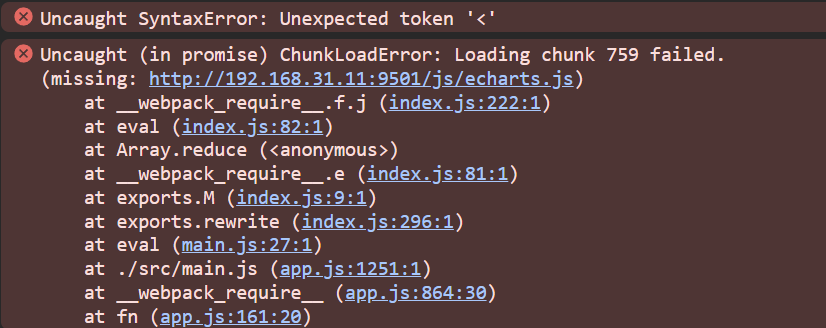 Uncaught SyntaxError: Unexpected token '<'
Uncaught (in promise) ChunkLoadError: Loading chunk 759 failed.
(missing: http://192.168.31.11:9501/js/echarts.js)
at __webpack_require__.f.j (index.js:222:1)
at eval (index.js:82:1)
at Array.reduce (<anonymous>)
at __webpack_require__.e (index.js:81:1)
at exports.M (index.js:9:1)
at exports.rewrite (index.js:296:1)
at eval (main.js:27:1)
at ./src/main.js (app.js:1251:1)
at __webpack_require__ (app.js:864:30)
at fn (app.js:161:20)